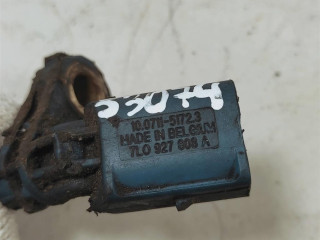 53074
10.0711-5172.3
MADE IN BELGIUM
7L0 927 808 A